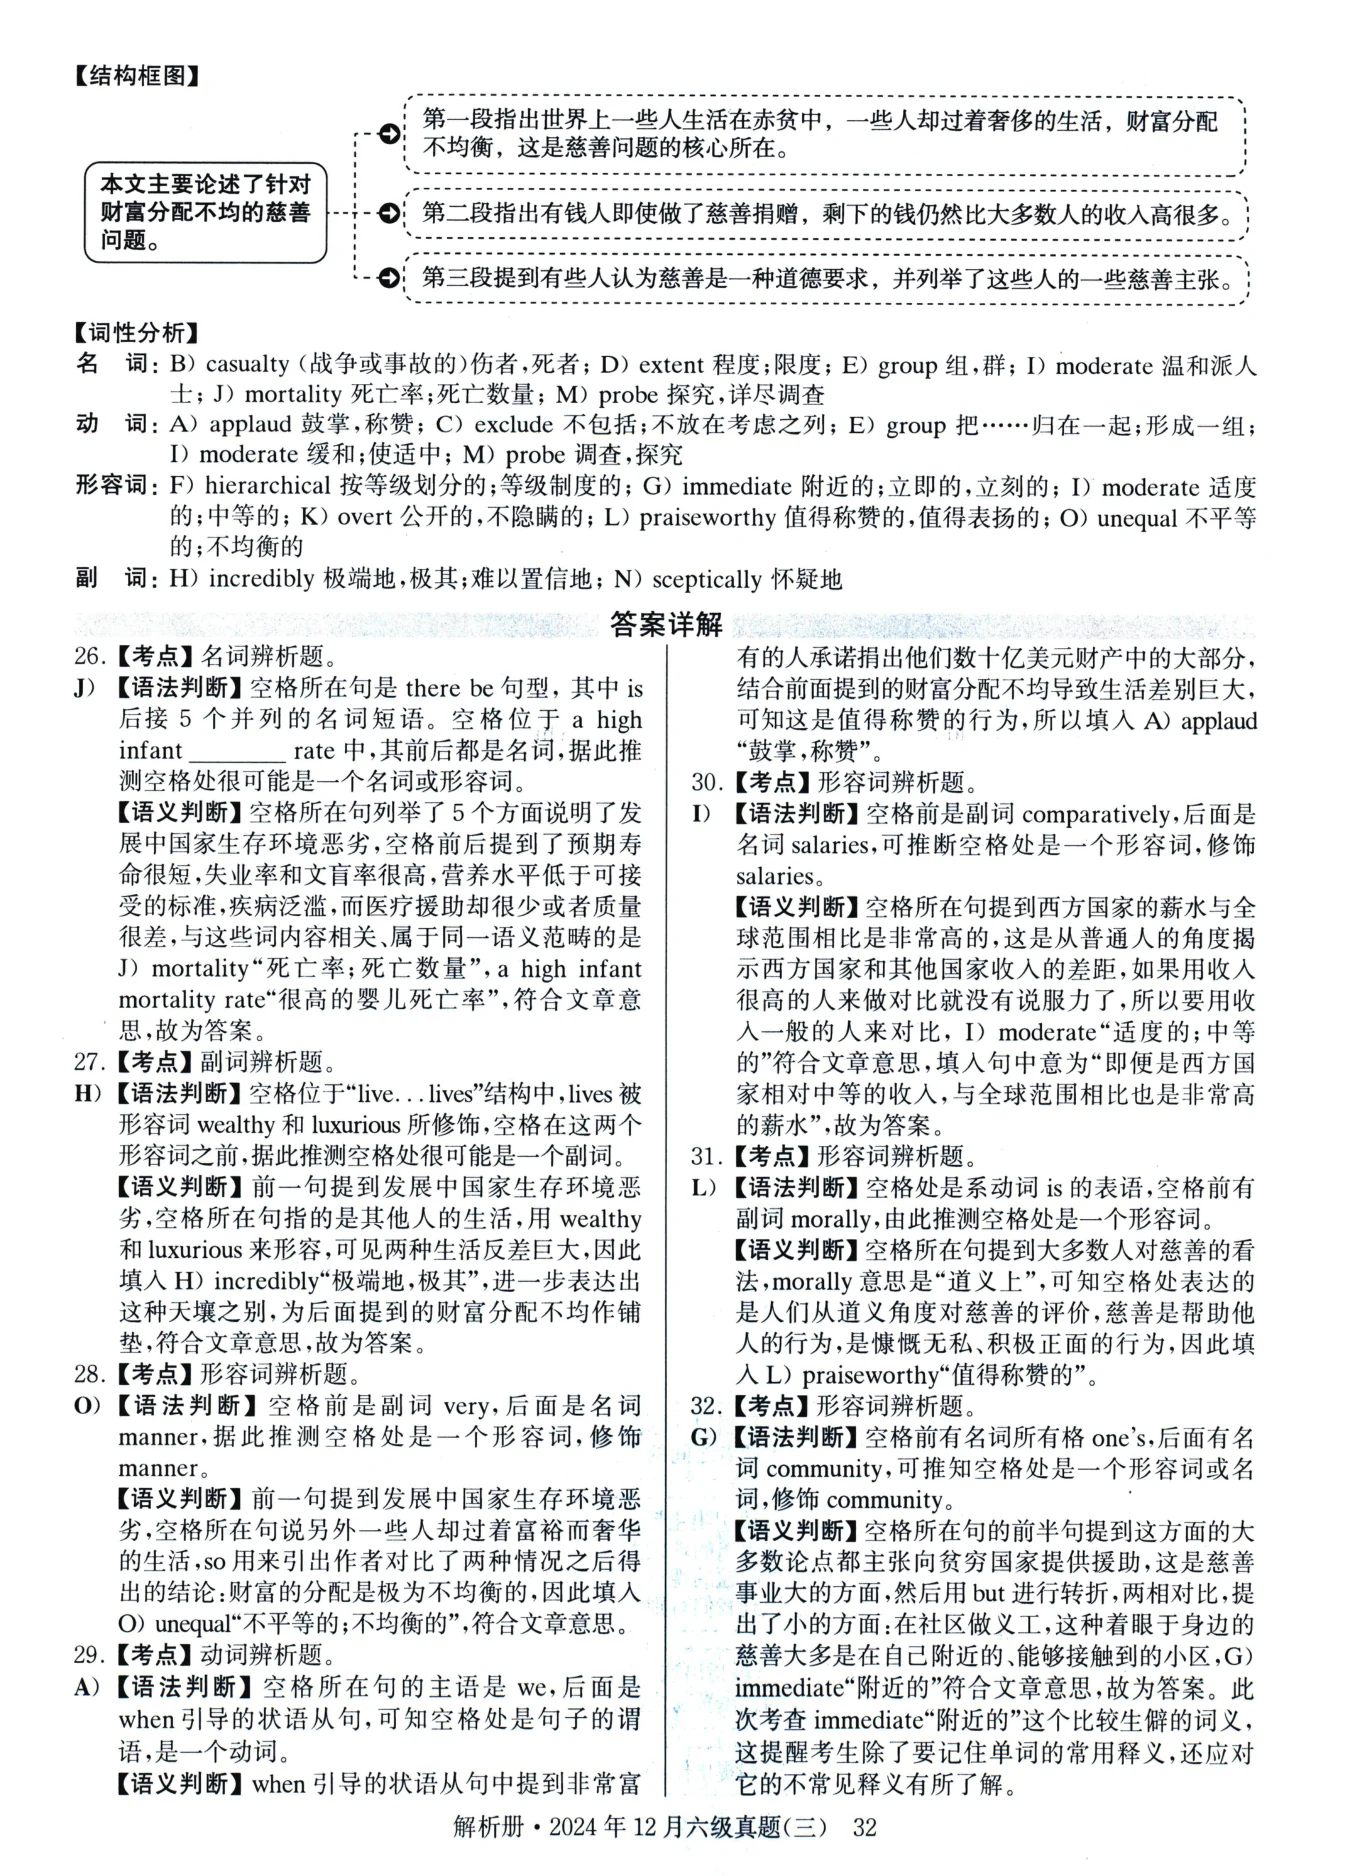 【结构框图】
本文主要论述了针对
财富分配不均的慈善
问题。
第一段指出世界上一些人生活在赤贫中，一些人却过着奢侈的生活，财富分配
不均衡，这是慈善问题的核心所在。
第二段指出有钱人即使做了慈善捐赠，剩下的钱仍然比大多数人的收入高很多。
第三段提到有些人认为慈善是一种道德要求，并列举了这些人的一些慈善主张。
【词性分析】
名　词：B）casualty（战争或事故的)伤者,死者；D）extent 程度;限度；E）group 组,群；I）moderate 温和派人
士；J）mortality 死亡率;死亡数量；M）probe 探究,详尽调查
动　词：A）applaud 鼓掌,称赞；C）exclude 不包括;不放在考虑之列；E）group 把……归在一起;形成一组；
I）moderate 缓和;使适中；M）probe 调查,探究
形容词：F）hierarchical 按等级划分的;等级制度的；G）immediate 附近的;立即的,立刻的；I）moderate 适度
的;中等的；K）overt 公开的,不隐瞒的；L）praiseworthy 值得称赞的,值得表扬的；O）unequal 不平等
的;不均衡的
副　词：H）incredibly 极端地,极其;难以置信地；N）sceptically 怀疑地
答案详解
26.【考点】名词辨析题。
J）【语法判断】空格所在句是 there be 句型，其中 is
后接 5 个并列的名词短语。空格位于 a high
infant ________ rate 中,其前后都是名词,据此推
测空格处很可能是一个名词或形容词。
【语义判断】空格所在句列举了 5 个方面说明了发
展中国家生存环境恶劣,空格前后提到了预期寿
命很短,失业率和文盲率很高,营养水平低于可接
受的标准,疾病泛滥,而医疗援助却很少或者质量
很差,与这些词内容相关、属于同一语义范畴的是
J）mortality“死亡率；死亡数量”，a high infant
mortality rate“很高的婴儿死亡率”,符合文章意
思,故为答案。
27.【考点】副词辨析题。
H）【语法判断】空格位于“live...lives”结构中,lives 被
形容词 wealthy 和 luxurious 所修饰,空格在这两个
形容词之前,据此推测空格处很可能是一个副词。
【语义判断】前一句提到发展中国家生存环境恶
劣,空格所在句指的是其他人的生活,用 wealthy
和 luxurious 来形容,可见两种生活反差巨大,因此
填入 H）incredibly“极端地,极其”,进一步表达出
这种天壤之别,为后面提到的财富分配不均作铺
垫,符合文章意思,故为答案。
28.【考点】形容词辨析题。
O）【语法判断】空格前是副词 very,后面是名词
manner,据此推测空格处是一个形容词,修饰
manner。
【语义判断】前一句提到发展中国家生存环境恶
劣,空格所在句说另外一些人却过着富裕而奢华
的生活,so 用来引出作者对比了两种情况之后得
出的结论:财富的分配是极为不均衡的,因此填入
O）unequal“不平等的;不均衡的”,符合文章意思。
29.【考点】动词辨析题。
A）【语法判断】空格所在句的主语是 we,后面是
when 引导的状语从句,可知空格处是句子的谓
语,是一个动词。
【语义判断】when 引导的状语从句中提到非常富
有的人承诺捐出他们数十亿美元财产中的大部分,
结合前面提到的财富分配不均导致生活差别巨大,
可知这是值得称赞的行为,所以填入 A）applaud
“鼓掌,称赞”。
30.【考点】形容词辨析题。
I）【语法判断】空格前是副词 comparatively,后面是
名词 salaries,可推断空格处是一个形容词,修饰
salaries。
【语义判断】空格所在句提到西方国家的薪水与全
球范围相比是非常高的,这是从普通人的角度揭
示西方国家和其他国家收入的差距,如果用收入
很高的人来做对比就没有说服力了,所以要用收
入一般的人来对比，I）moderate“适度的；中等
的”符合文章意思,填入句中意为“即便是西方国
家相对中等的收入,与全球范围相比也是非常高
的薪水”,故为答案。
31.【考点】形容词辨析题。
L）【语法判断】空格处是系动词 is 的表语,空格前有
副词 morally,由此推测空格处是一个形容词。
【语义判断】空格所在句提到大多数人对慈善的看
法,morally 意思是“道义上”,可知空格处表达的
是人们从道义角度对慈善的评价,慈善是帮助他
人的行为,是慷慨无私、积极正面的行为,因此填
入 L）praiseworthy“值得称赞的”。
32.【考点】形容词辨析题。
G）【语法判断】空格前有名词所有格 one’s,后面有名
词 community,可推知空格处是一个形容词或名
词,修饰 community。
【语义判断】空格所在句的前半句提到这方面的大
多数论点都主张向贫穷国家提供援助,这是慈善
事业大的方面,然后用 but 进行转折,两相对比,提
出了小的方面:在社区做义工,这种着眼于身边的
慈善大多是在自己附近的、能够接触到的小区,G）
immediate“附近的”符合文章意思,故为答案。此
次考查 immediate“附近的”这个比较生僻的词义,
这提醒考生除了要记住单词的常用释义,还应对
它的不常见释义有所了解。
解析册·2024 年 12 月六级真题(三)　32